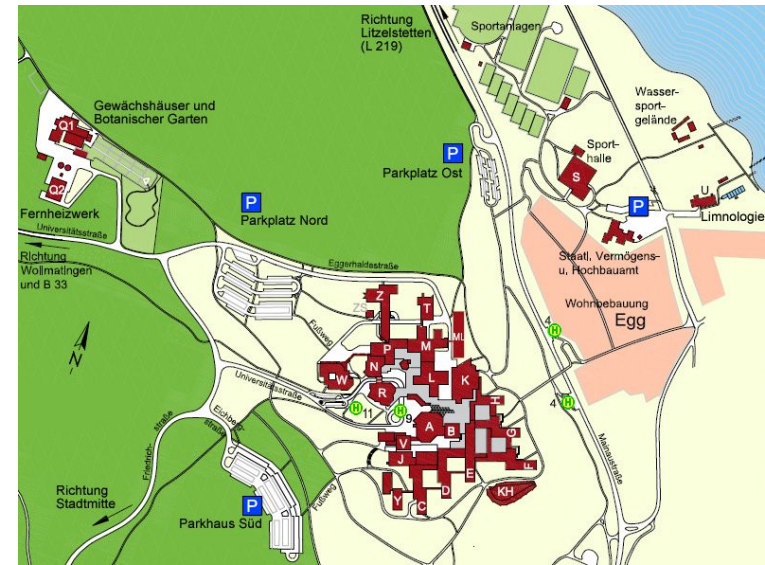 Richtung
Litzelstetten
(L 219)
Sportanlagen
Wasser-
sport-
gelände
Gewächshäuser und
Botanischer Garten
Q1
P
Parkplatz Ost
Sport-
halle
S
Q2
Fernheizwerk
P
Parkplatz Nord
P
U
Limnologie
Universitätsstraße
Richtung
Wollmatingen
und B 33
Staatl. Vermögens-
u. Hochbauamt
Eggerhaldestraße
Wohnbebauung
Egg
Z
ZS
T
Fußweg
P
M
ML
4
H
N
W
L
K
R
Universitätsstraße
H
11
H
9
H
4
H
A
B
G
Eichberg-
straße
Friedrich-
straße
V
J
E
F
Mainaustraße
D
Y
C
KH
Fußweg
Richtung
Stadtmitte
P
Parkhaus Süd
-N-